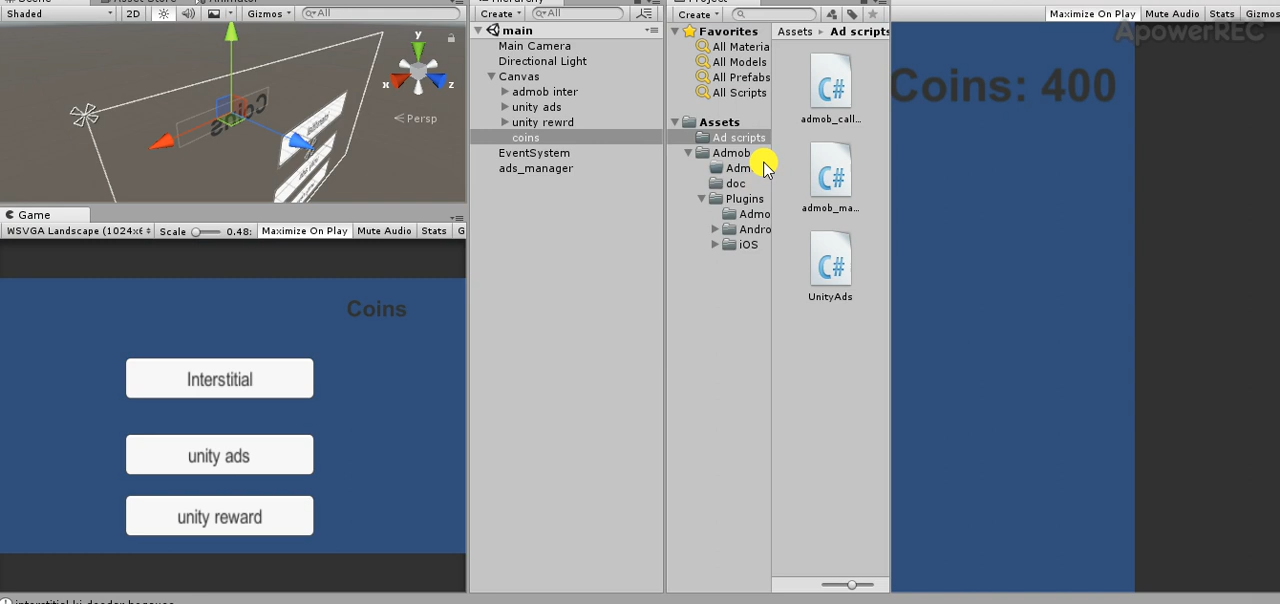 Shaded
2D
Gizmos
All
y
x
z
Persp
Game
WSVGA Landscape (1024x6
Scale
0.48:
Maximize On Play
Mute Audio
Stats
G
Coins
Interstitial
unity ads
unity reward
Create
All
main
Main Camera
Directional Light
Canvas
admob inter
unity ads
unity rewrd
coins
EventSystem
ads_manager
Create
Favorites
All Materia
All Models
All Prefabs
All Scripts
Assets
Ad scripts
Admob
Adm
doc
Plugins
Admo
Andro
iOS
Assets ▸ Ad scripts
C#
admob_call...
C#
admob_ma...
C#
UnityAds
Maximize On Play
Mute Audio
Stats
Gizmos
ApowerREC
Coins: 400